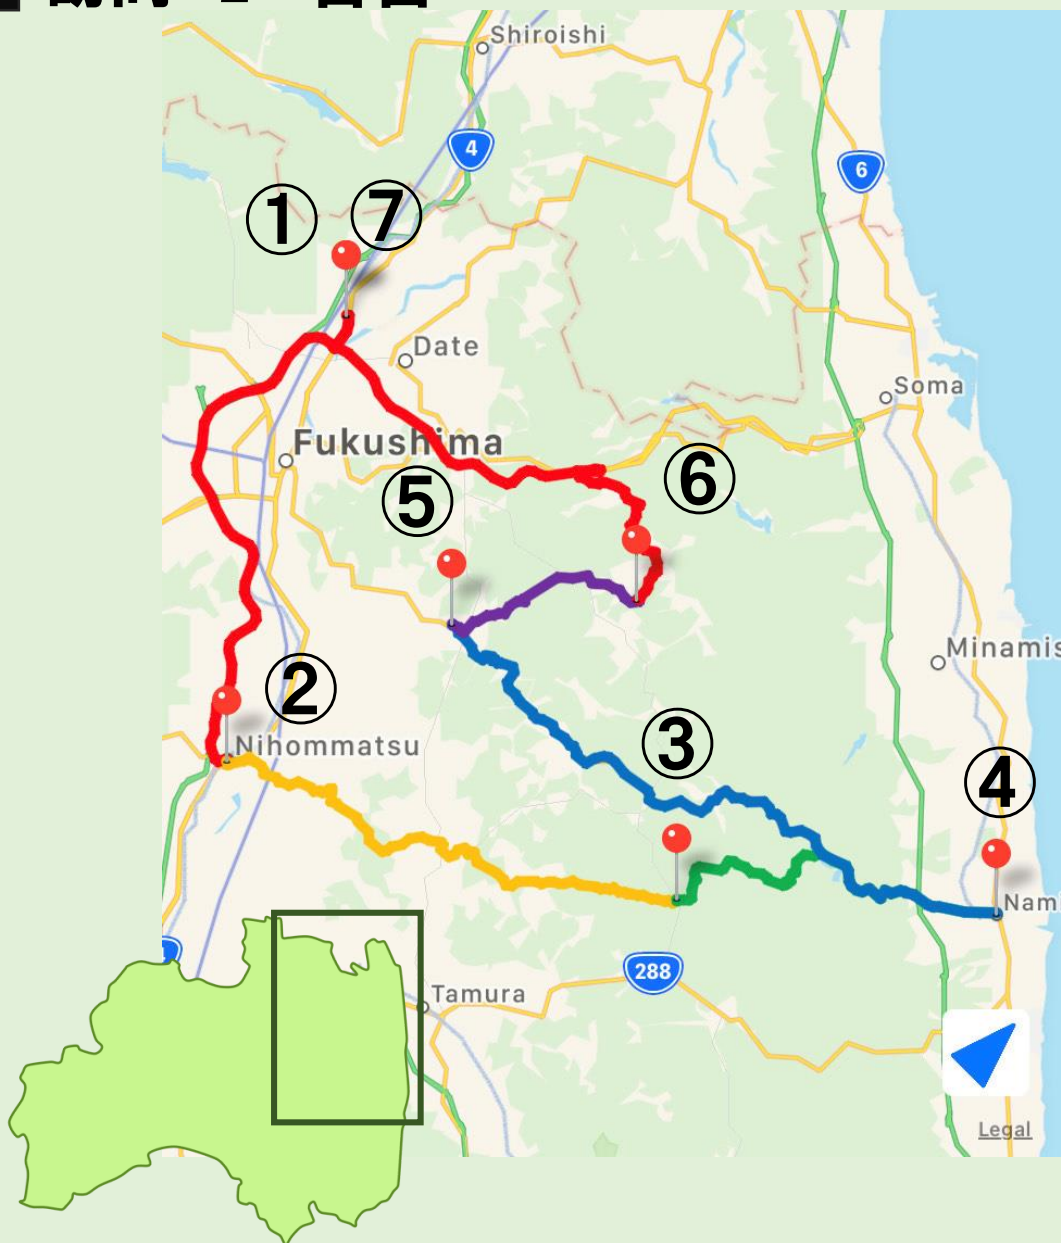 Shiroishi
4
6
① ⑦
Date
Soma
Fukushima
⑤
⑥
Minamis
②
Nihommatsu
③
④
Nam
288
Tamura
Legal